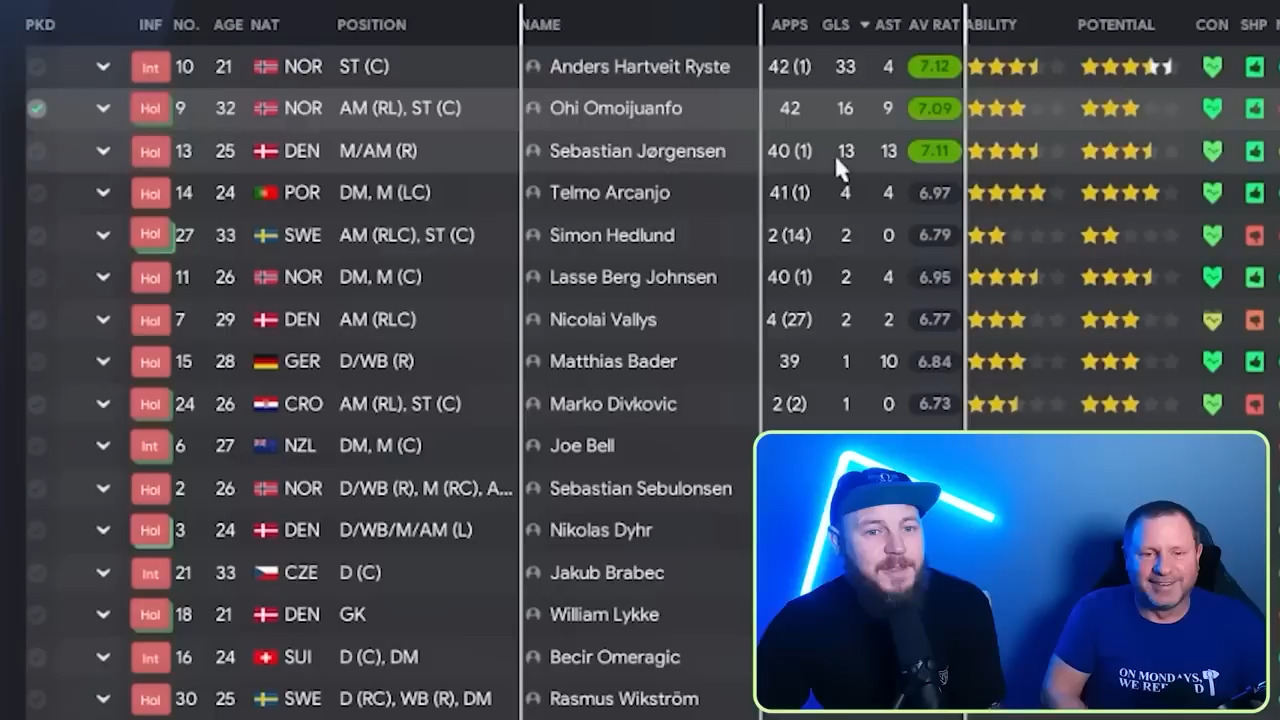 PKD INF NO. AGE NAT POSITION NAME APPS GLS AST AV RAT ABILITY POTENTIAL CON SHP
Int 10 21 NOR ST (C) Anders Hartveit Ryste 42 (1) 33 4 7.12
Hol 9 32 NOR AM (RL), ST (C) Ohi Omoijuanfo 42 16 9 7.09
Hol 13 25 DEN M/AM (R) Sebastian Jørgensen 40 (1) 13 13 7.11
Hol 14 24 POR DM, M (LC) Telmo Arcanjo 41 (1) 4 4 6.97
Hol 27 33 SWE AM (RLC), ST (C) Simon Hedlund 2 (14) 2 0 6.79
Hol 11 26 NOR DM, M (C) Lasse Berg Johnsen 40 (1) 2 4 6.95
Hol 7 29 DEN AM (RLC) Nicolai Vallys 4 (27) 2 2 6.77
Hol 15 28 GER D/WB (R) Matthias Bader 39 1 10 6.84
Hol 24 26 CRO AM (RL), ST (C) Marko Divkovic 2 (2) 1 0 6.73
Int 6 27 NZL DM, M (C) Joe Bell
Hol 2 26 NOR D/WB (R), M (RC), A... Sebastian Sebulonsen
Hol 3 24 DEN D/WB/M/AM (L) Nikolas Dyhr
Int 21 33 CZE D (C) Jakub Brabec
Hol 18 21 DEN GK William Lykke
Int 16 24 SUI D (C), DM Becir Omeragic
Hol 30 25 SWE D (RC), WB (R), DM Rasmus Wikström
ON MONDAYS,
WE